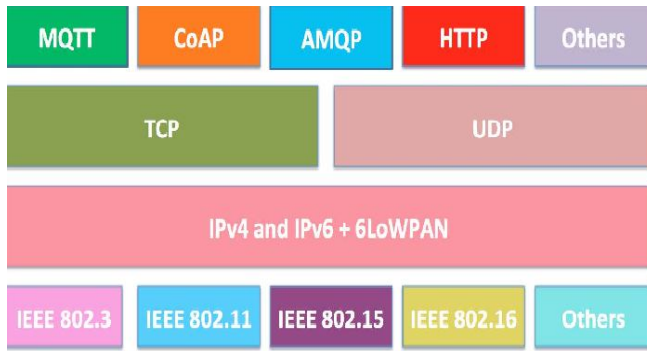 MQTT
CoAP
AMQP
HTTP
Others
TCP
UDP
IPv4 and IPv6 + 6LoWPAN
IEEE 802.3
IEEE 802.11
IEEE 802.15
IEEE 802.16
Others